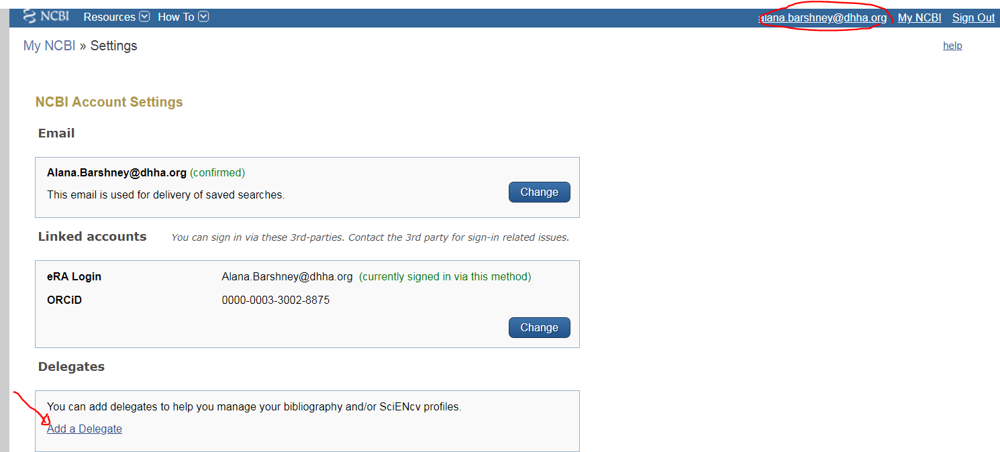 NCBI Resources How To alana.barshney@dhha.org My NCBI Sign Out
My NCBI » Settings help
NCBI Account Settings
Email
Alana.Barshney@dhha.org (confirmed)
This email is used for delivery of saved searches.
Change
Linked accounts You can sign in via these 3rd-parties. Contact the 3rd party for sign-in related issues.
eRA Login Alana.Barshney@dhha.org (currently signed in via this method)
ORCiD 0000-0003-3002-8875
Change
Delegates
You can add delegates to help you manage your bibliography and/or SciENcv profiles.
Add a Delegate